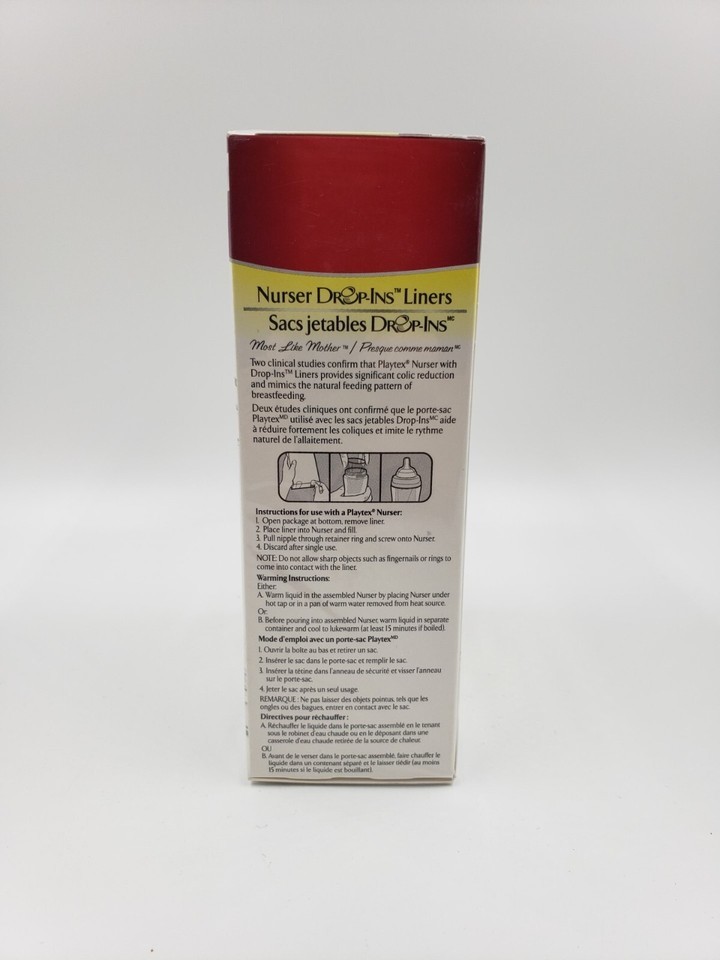 Nurser DROP-INS™ Liners
Sacs jetables DROP-INS MC
Most Like Mother™ / Presque comme maman MC
Two clinical studies confirm that Playtex® Nurser with
Drop-Ins™ Liners provides significant colic reduction
and mimics the natural feeding pattern of
breastfeeding.
Deux études cliniques ont confirmé que le porte-sac
Playtex MD utilisé avec les sacs jetables Drop-Ins MC aide
à réduire fortement les coliques et imite le rythme
naturel de l'allaitement.
Instructions for use with a Playtex® Nurser:
1. Open package at bottom, remove liner.
2. Place liner into Nurser and fill.
3. Pull nipple through retainer ring and screw onto Nurser.
4. Discard after single use.
NOTE: Do not allow sharp objects such as fingernails or rings to
come into contact with the liner.
Warming Instructions:
Either:
A. Warm liquid in the assembled Nurser by placing Nurser under
hot tap or in a pan of warm water removed from heat source.
Or:
B. Before pouring into assembled Nurser, warm liquid in separate
container and cool to lukewarm (at least 15 minutes if boiled).
Mode d'emploi avec un porte-sac Playtex MD
1. Ouvrir la boîte au bas et retirer un sac.
2. Insérer le sac dans le porte-sac et remplir le sac.
3. Insérer la tétine dans l'anneau de sécurité et visser l'anneau
sur le porte-sac.
4. Jeter le sac après un seul usage.
REMARQUE : Ne pas laisser des objets pointus, tels que les
ongles ou des bagues, entrer en contact avec le sac.
Directives pour réchauffer :
A. Réchauffer le liquide dans le porte-sac assemblé en le tenant
sous le robinet d'eau chaude ou en le déposant dans une
casserole d'eau chaude retirée de la source de chaleur.
OU
B. Avant de le verser dans le porte-sac assemblé, faire chauffer le
liquide dans un contenant séparé et le laisser tiédir (au moins
15 minutes si le liquide est bouillant).